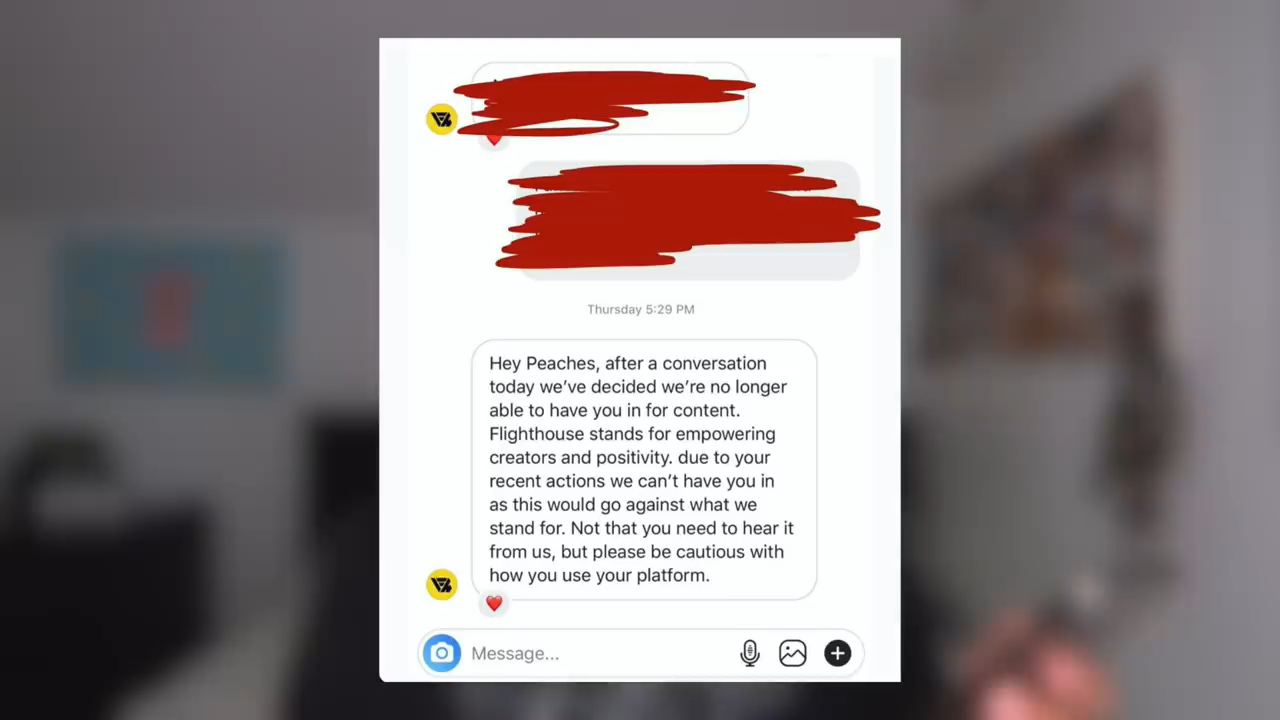 Thursday 5:29 PM
Hey Peaches, after a conversation
today we've decided we're no longer
able to have you in for content.
Flighthouse stands for empowering
creators and positivity. due to your
recent actions we can't have you in
as this would go against what we
stand for. Not that you need to hear it
from us, but please be cautious with
how you use your platform.
Message...